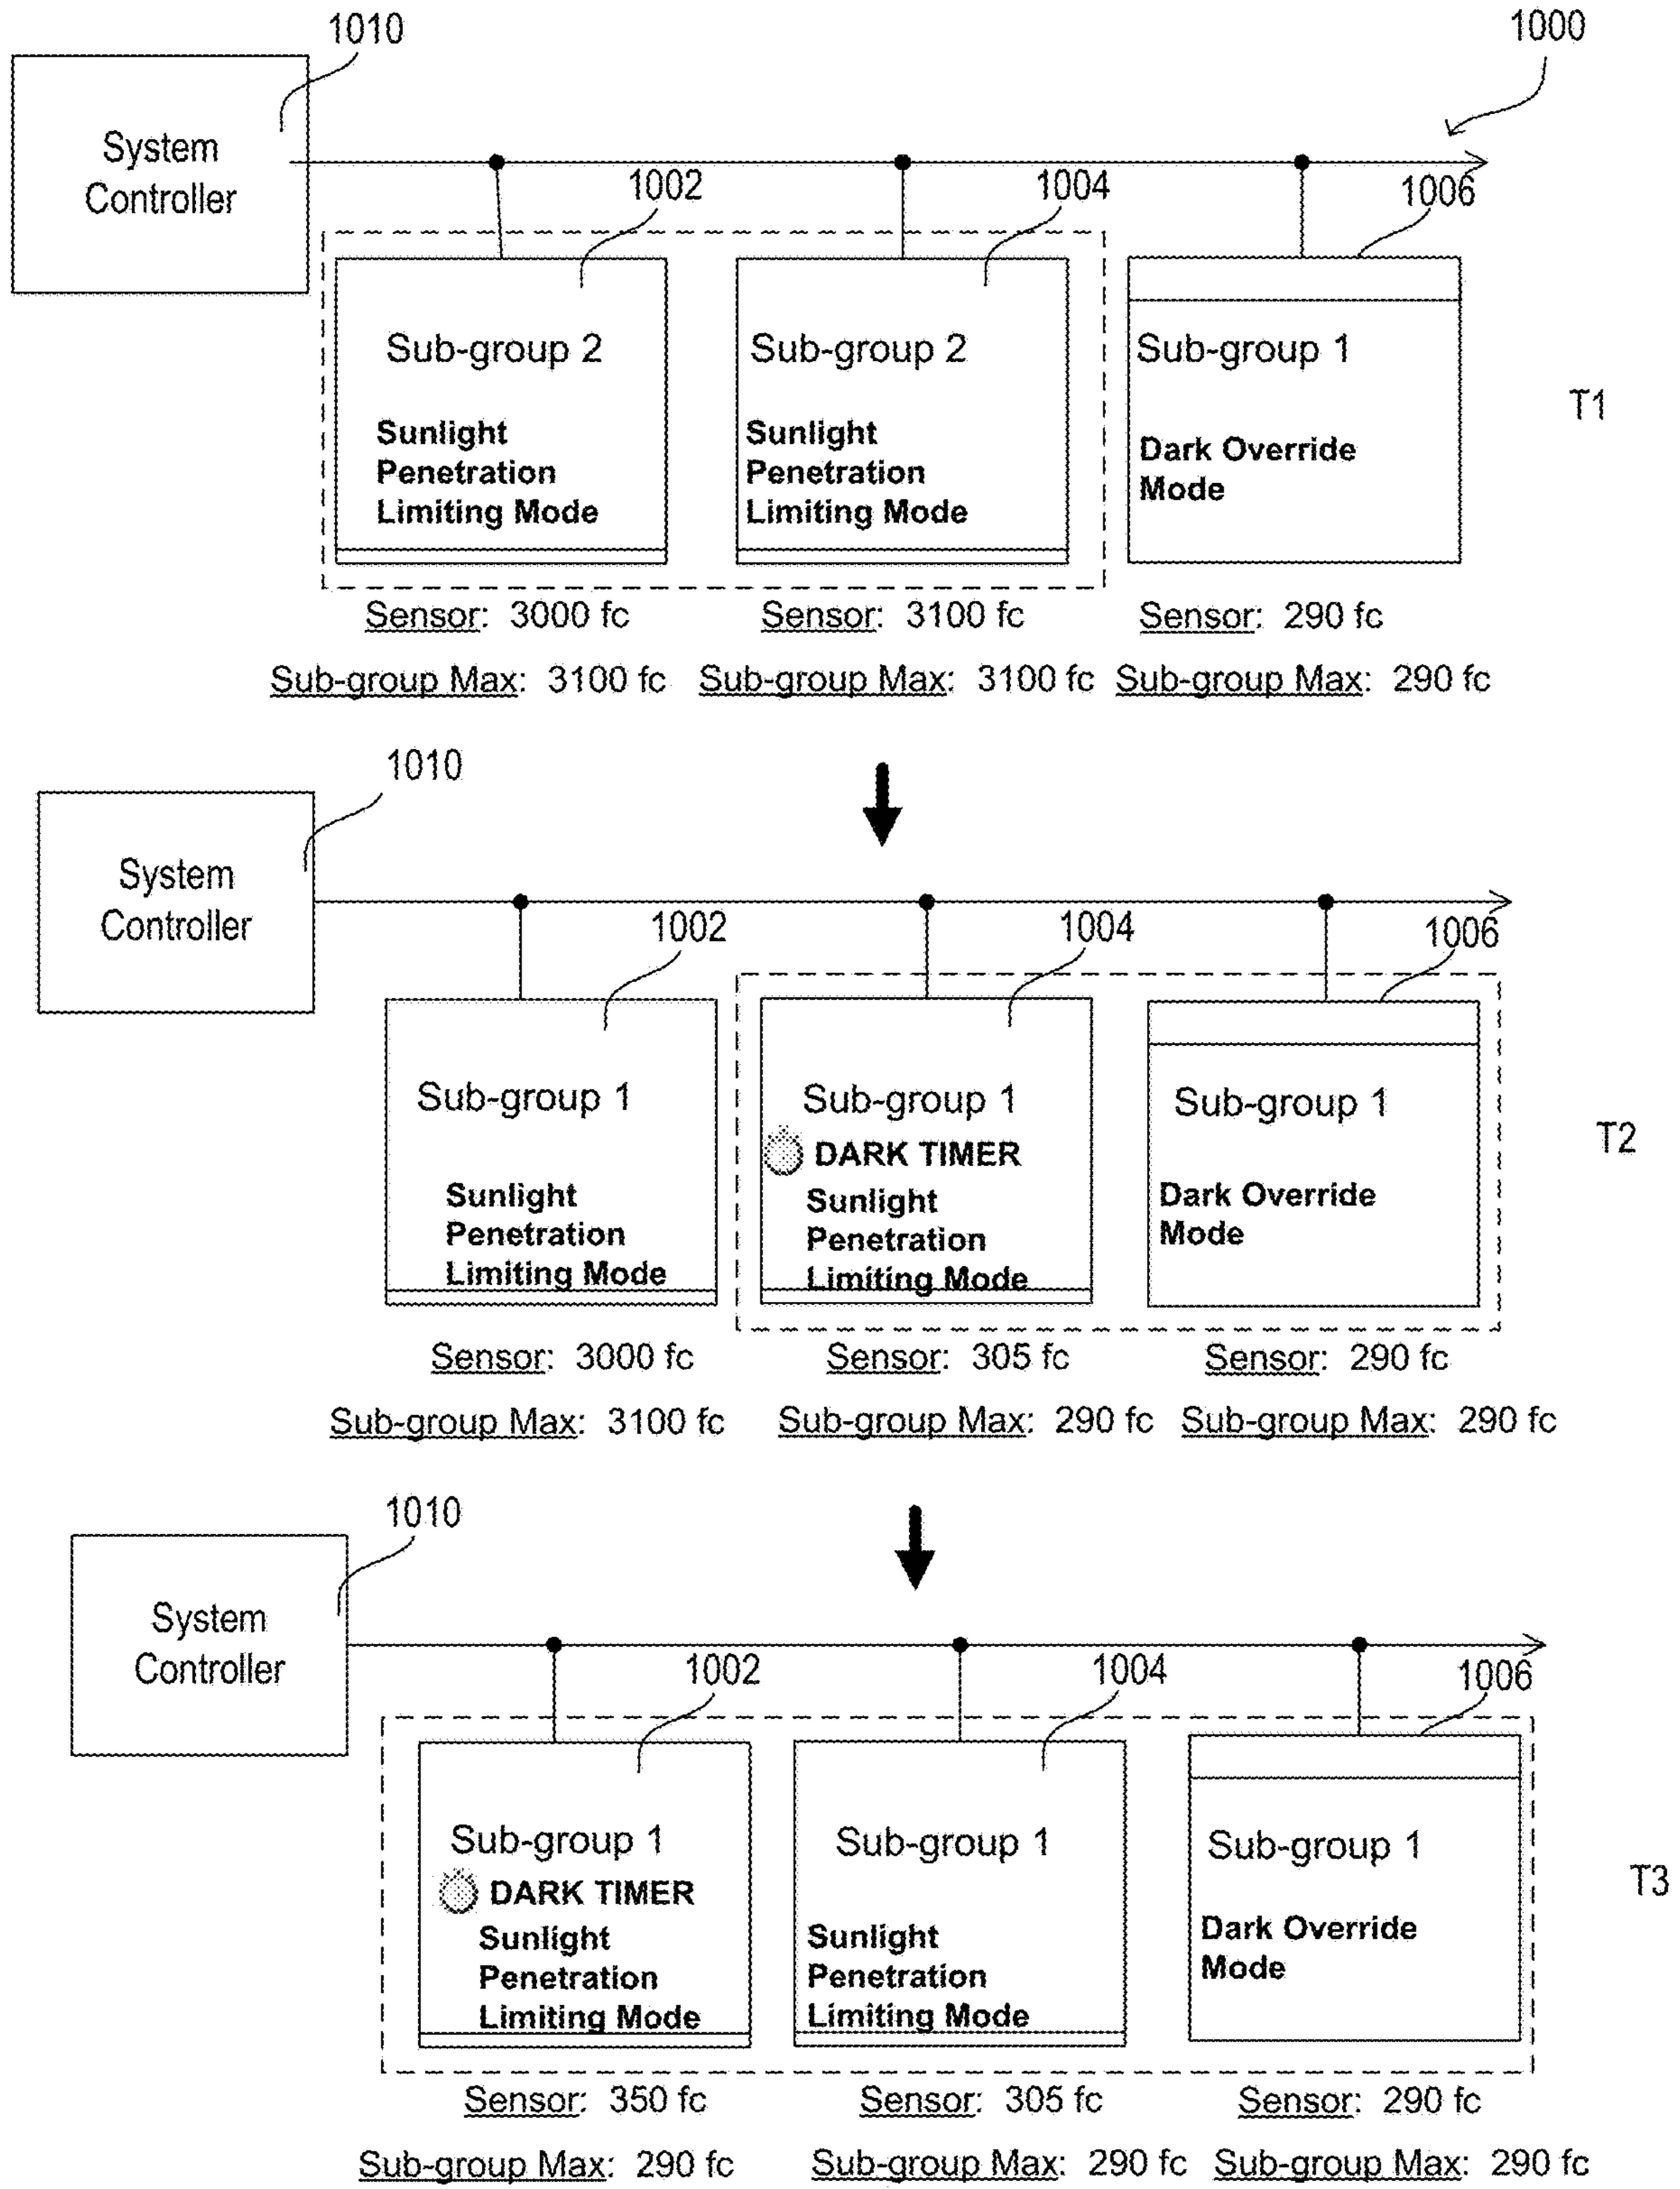 1010
1000
System
Controller
1002
1004
1006
Sub-group 2
Sub-group 2
Sub-group 1
T1
Sunlight
Penetration
Limiting Mode
Sunlight
Penetration
Limiting Mode
Dark Override
Mode
Sensor: 3000 fc
Sensor: 3100 fc
Sensor: 290 fc
Sub-group Max: 3100 fc
Sub-group Max: 3100 fc
Sub-group Max: 290 fc
1010
System
Controller
1002
1004
1006
Sub-group 1
Sub-group 1
Sub-group 1
T2
DARK TIMER
Sunlight
Penetration
Limiting Mode
Sunlight
Penetration
Limiting Mode
Dark Override
Mode
Sensor: 3000 fc
Sensor: 305 fc
Sensor: 290 fc
Sub-group Max: 3100 fc
Sub-group Max: 290 fc
Sub-group Max: 290 fc
1010
System
Controller
1002
1004
1006
Sub-group 1
Sub-group 1
Sub-group 1
T3
DARK TIMER
Sunlight
Penetration
Limiting Mode
Sunlight
Penetration
Limiting Mode
Dark Override
Mode
Sensor: 350 fc
Sensor: 305 fc
Sensor: 290 fc
Sub-group Max: 290 fc
Sub-group Max: 290 fc
Sub-group Max: 290 fc